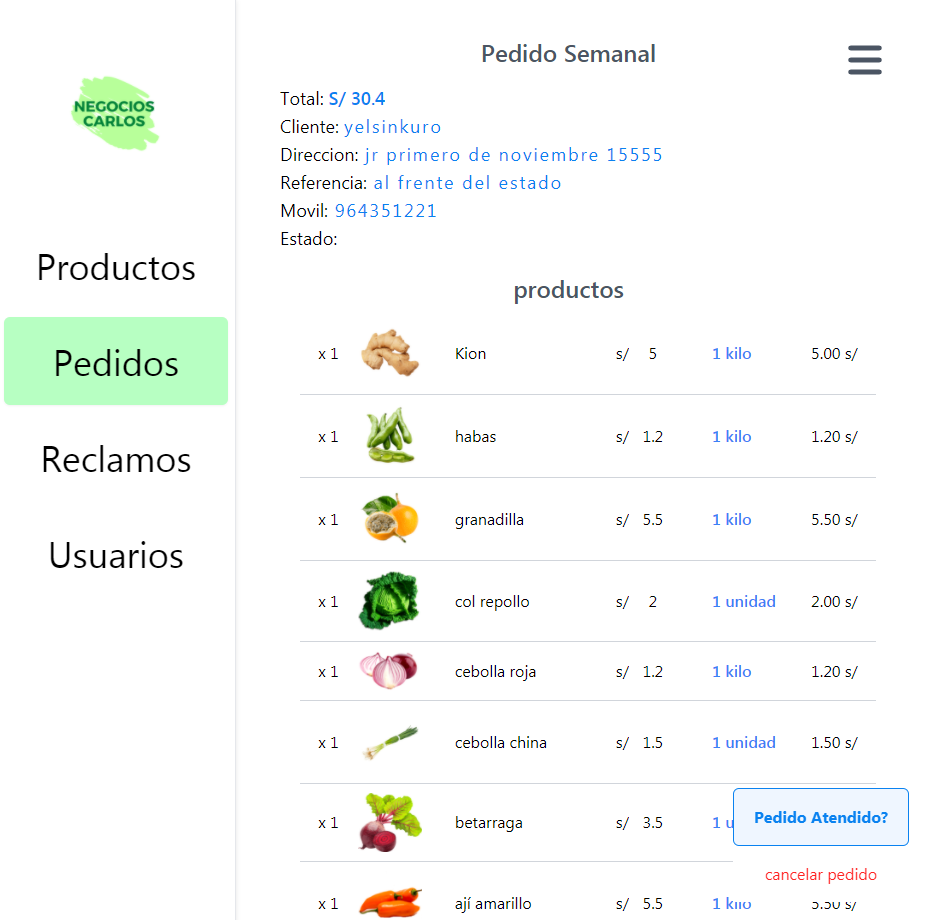 NEGOCIOS
CARLOS
Productos
Pedidos
Reclamos
Usuarios
Pedido Semanal
Total: S/ 30.4
Cliente: yelsinkuro
Direccion: jr primero de noviembre 15555
Referencia: al frente del estado
Movil: 964351221
Estado:
productos
x 1 Kion s/ 5 1 kilo 5.00 s/
x 1 habas s/ 1.2 1 kilo 1.20 s/
x 1 granadilla s/ 5.5 1 kilo 5.50 s/
x 1 col repollo s/ 2 1 unidad 2.00 s/
x 1 cebolla roja s/ 1.2 1 kilo 1.20 s/
x 1 cebolla china s/ 1.5 1 unidad 1.50 s/
x 1 betarraga s/ 3.5 1
Pedido Atendido?
cancelar pedido
x 1 ají amarillo s/ 5.5 1 kilo 5.50 s/